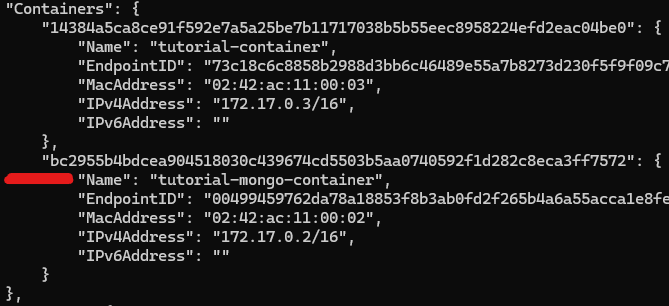 "Containers": {
"14384a5ca8ce91f592e7a5a25be7b11717038b5b55eec8958224efd2eac04be0": {
"Name": "tutorial-container",
"EndpointID": "73c18c6c8858b2988d3bb6c46489e55a7b8273d230f5f9f09c7
"MacAddress": "02:42:ac:11:00:03",
"IPv4Address": "172.17.0.3/16",
"IPv6Address": ""
},
"bc2955b4bdcea904518030c439674cd5503b5aa0740592f1d282c8eca3ff7572": {
"Name": "tutorial-mongo-container",
"EndpointID": "00499459762da78a18853f8b3ab0fd2f265b4a6a55acca1e8fe
"MacAddress": "02:42:ac:11:00:02",
"IPv4Address": "172.17.0.2/16",
"IPv6Address": ""
}
},